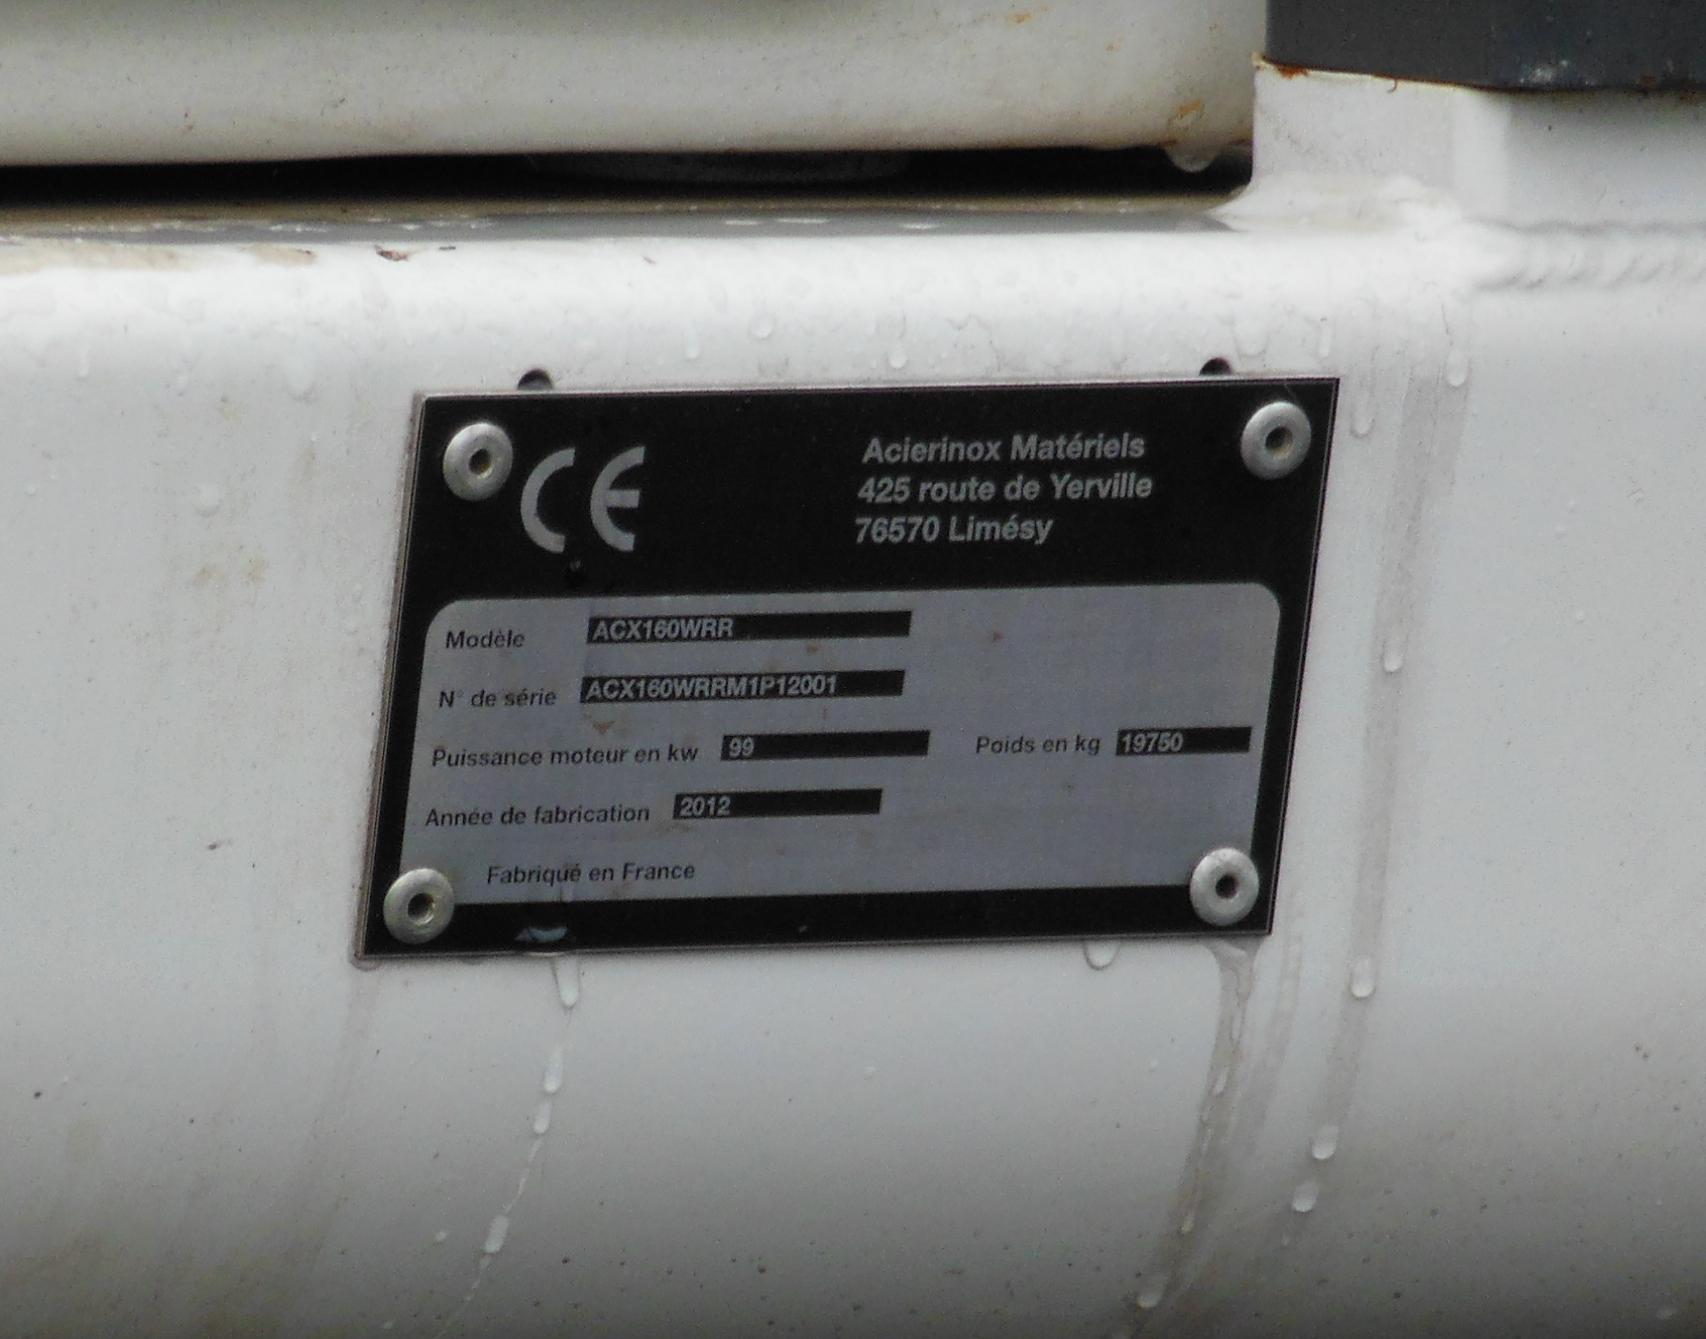 CE
Acierinox Matériels
425 route de Yerville
76570 Limésy
Modèle ACX160WRR
N° de série ACX160WRRM1P12001
Puissance moteur en kw 99 Poids en kg 19750
Année de fabrication 2012
Fabriqué en France